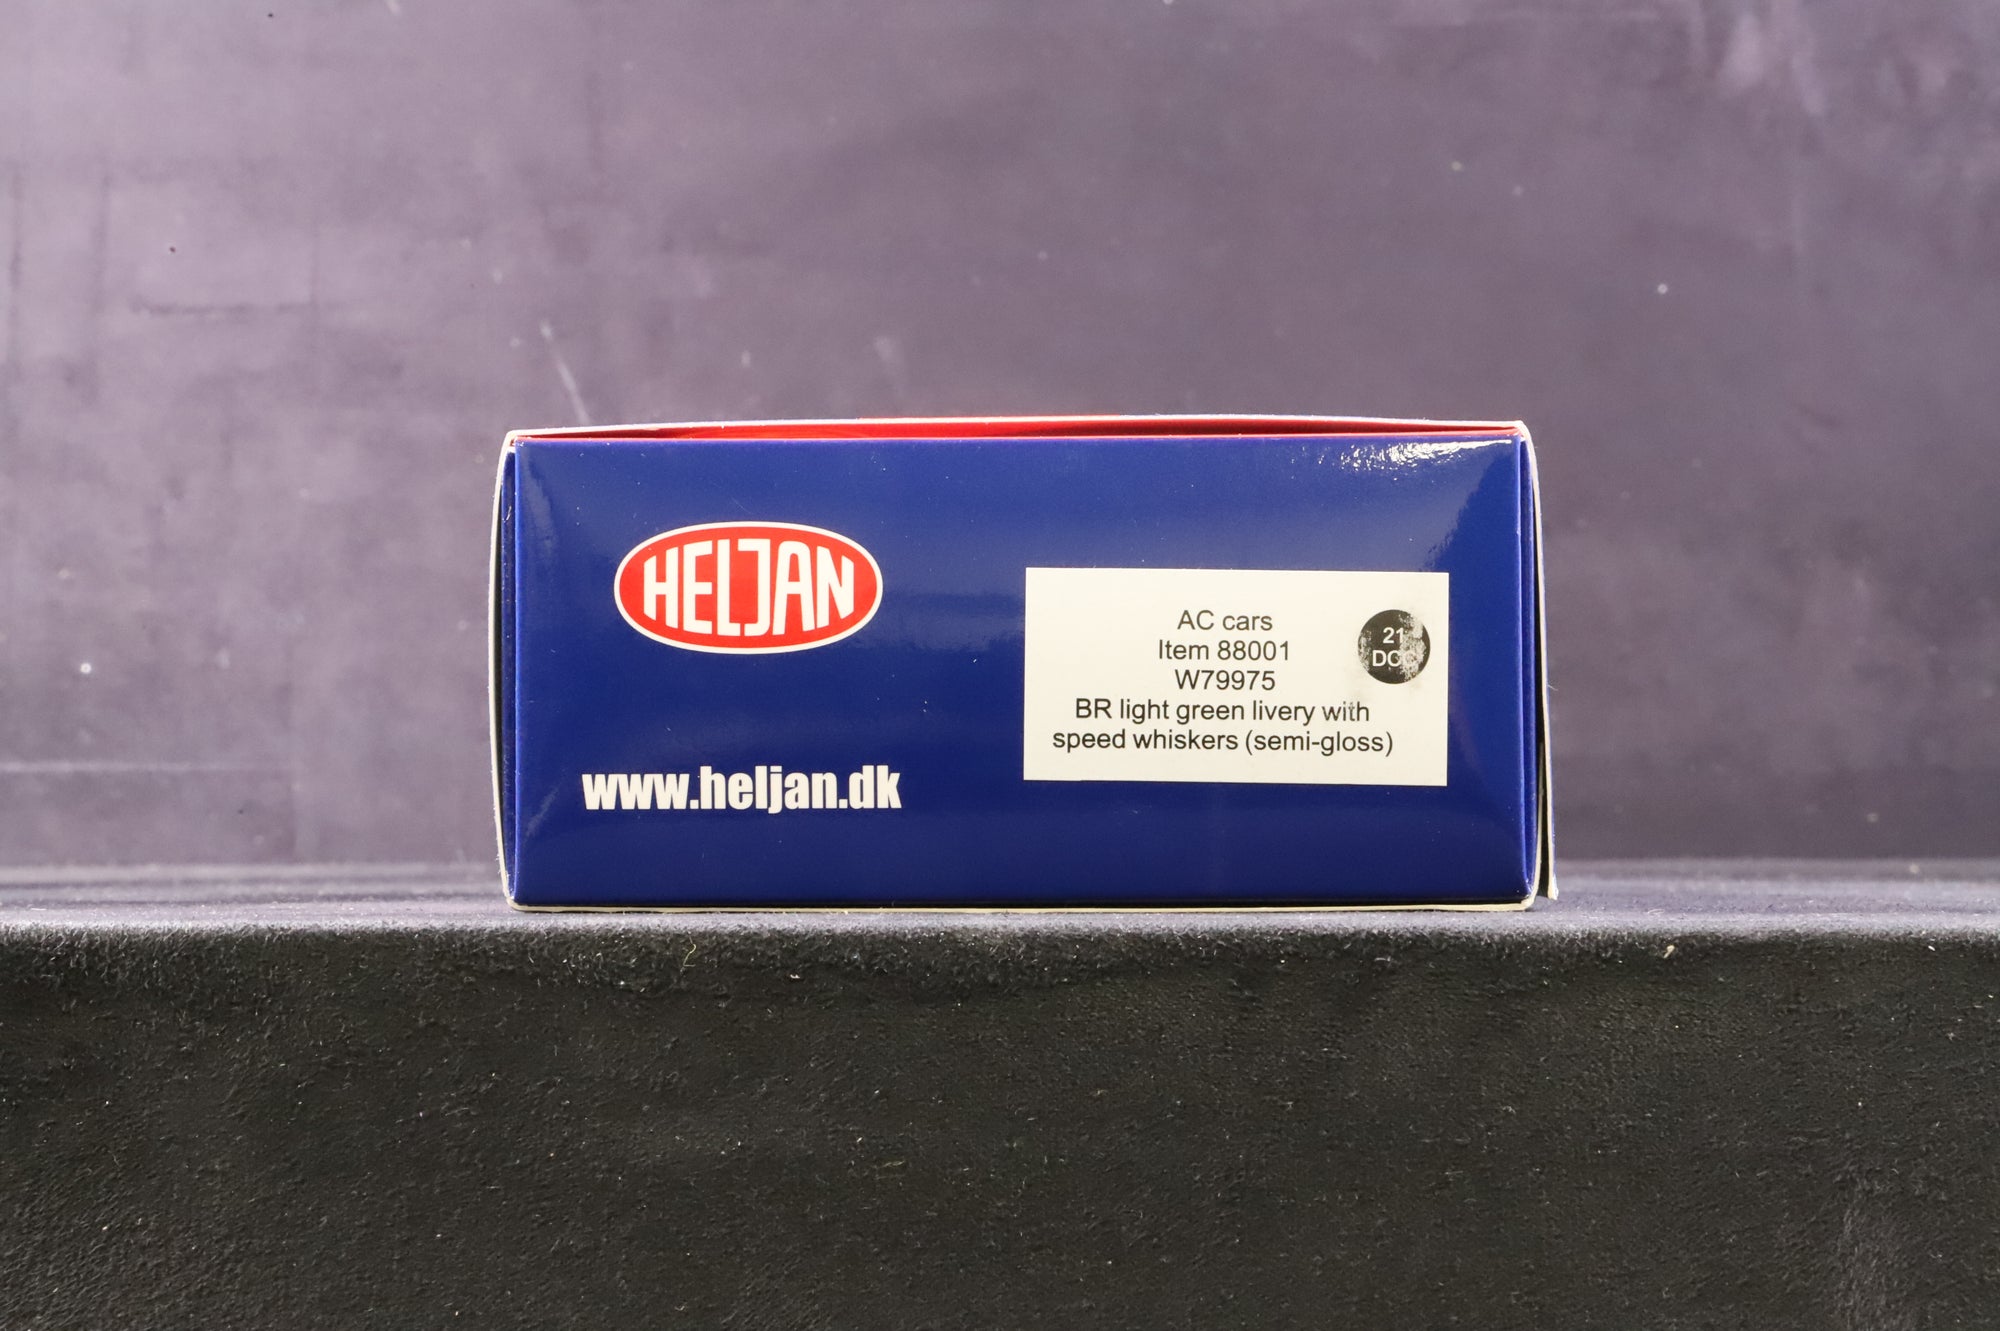 HELJAN
www.heljan.dk
AC cars
Item 88001
W79975
BR light green livery with
speed whiskers (semi-gloss)
21
DCC